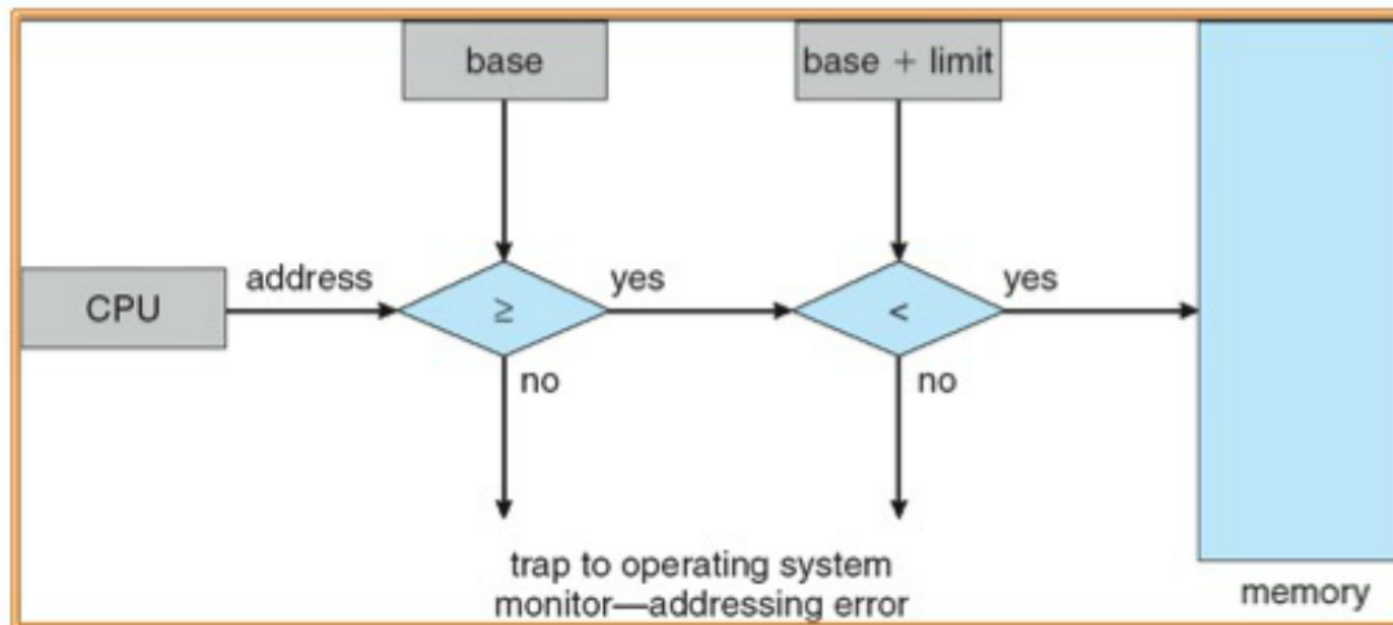 base
base + limit
CPU
address
≥
yes
<
yes
no
no
trap to operating system
monitor—addressing error
memory